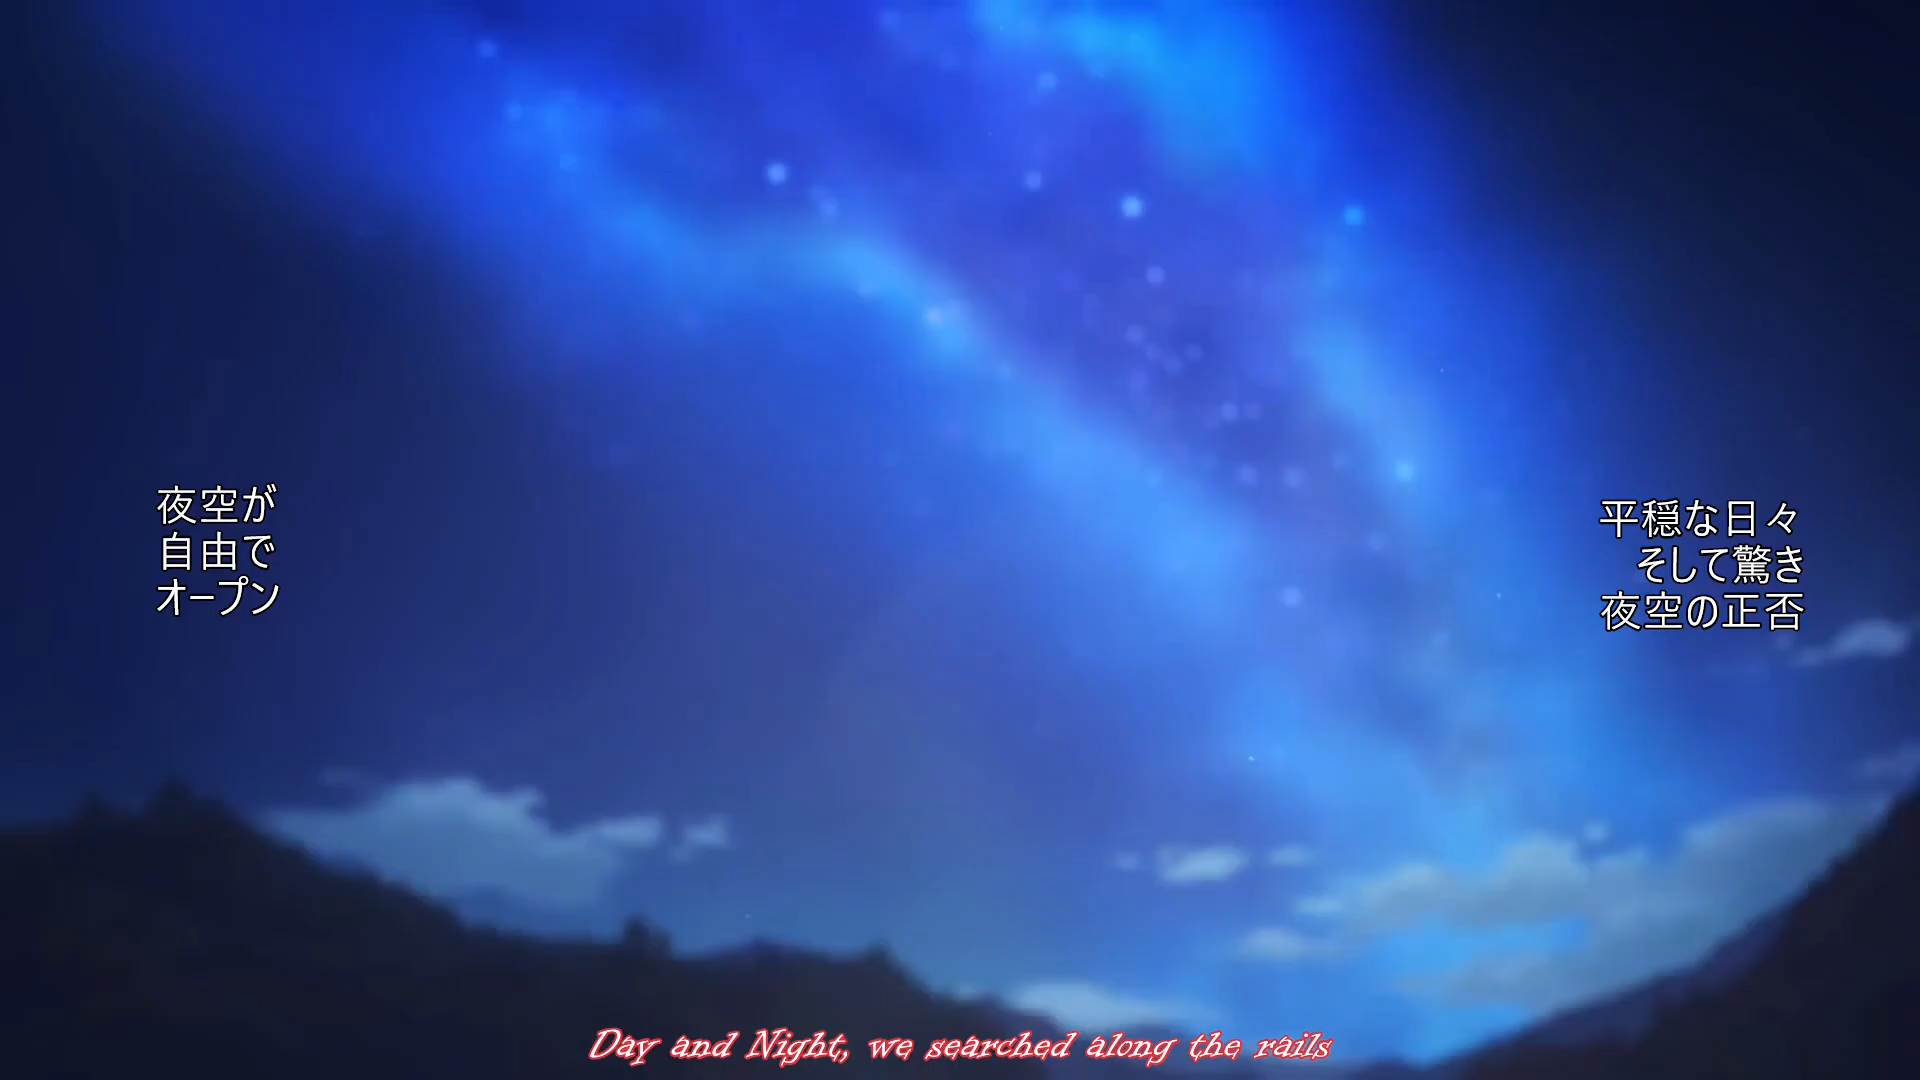 夜空が
自由で
オープン
平穏な日々
そして驚き
夜空の正否
Day and Night, we searched along the rails